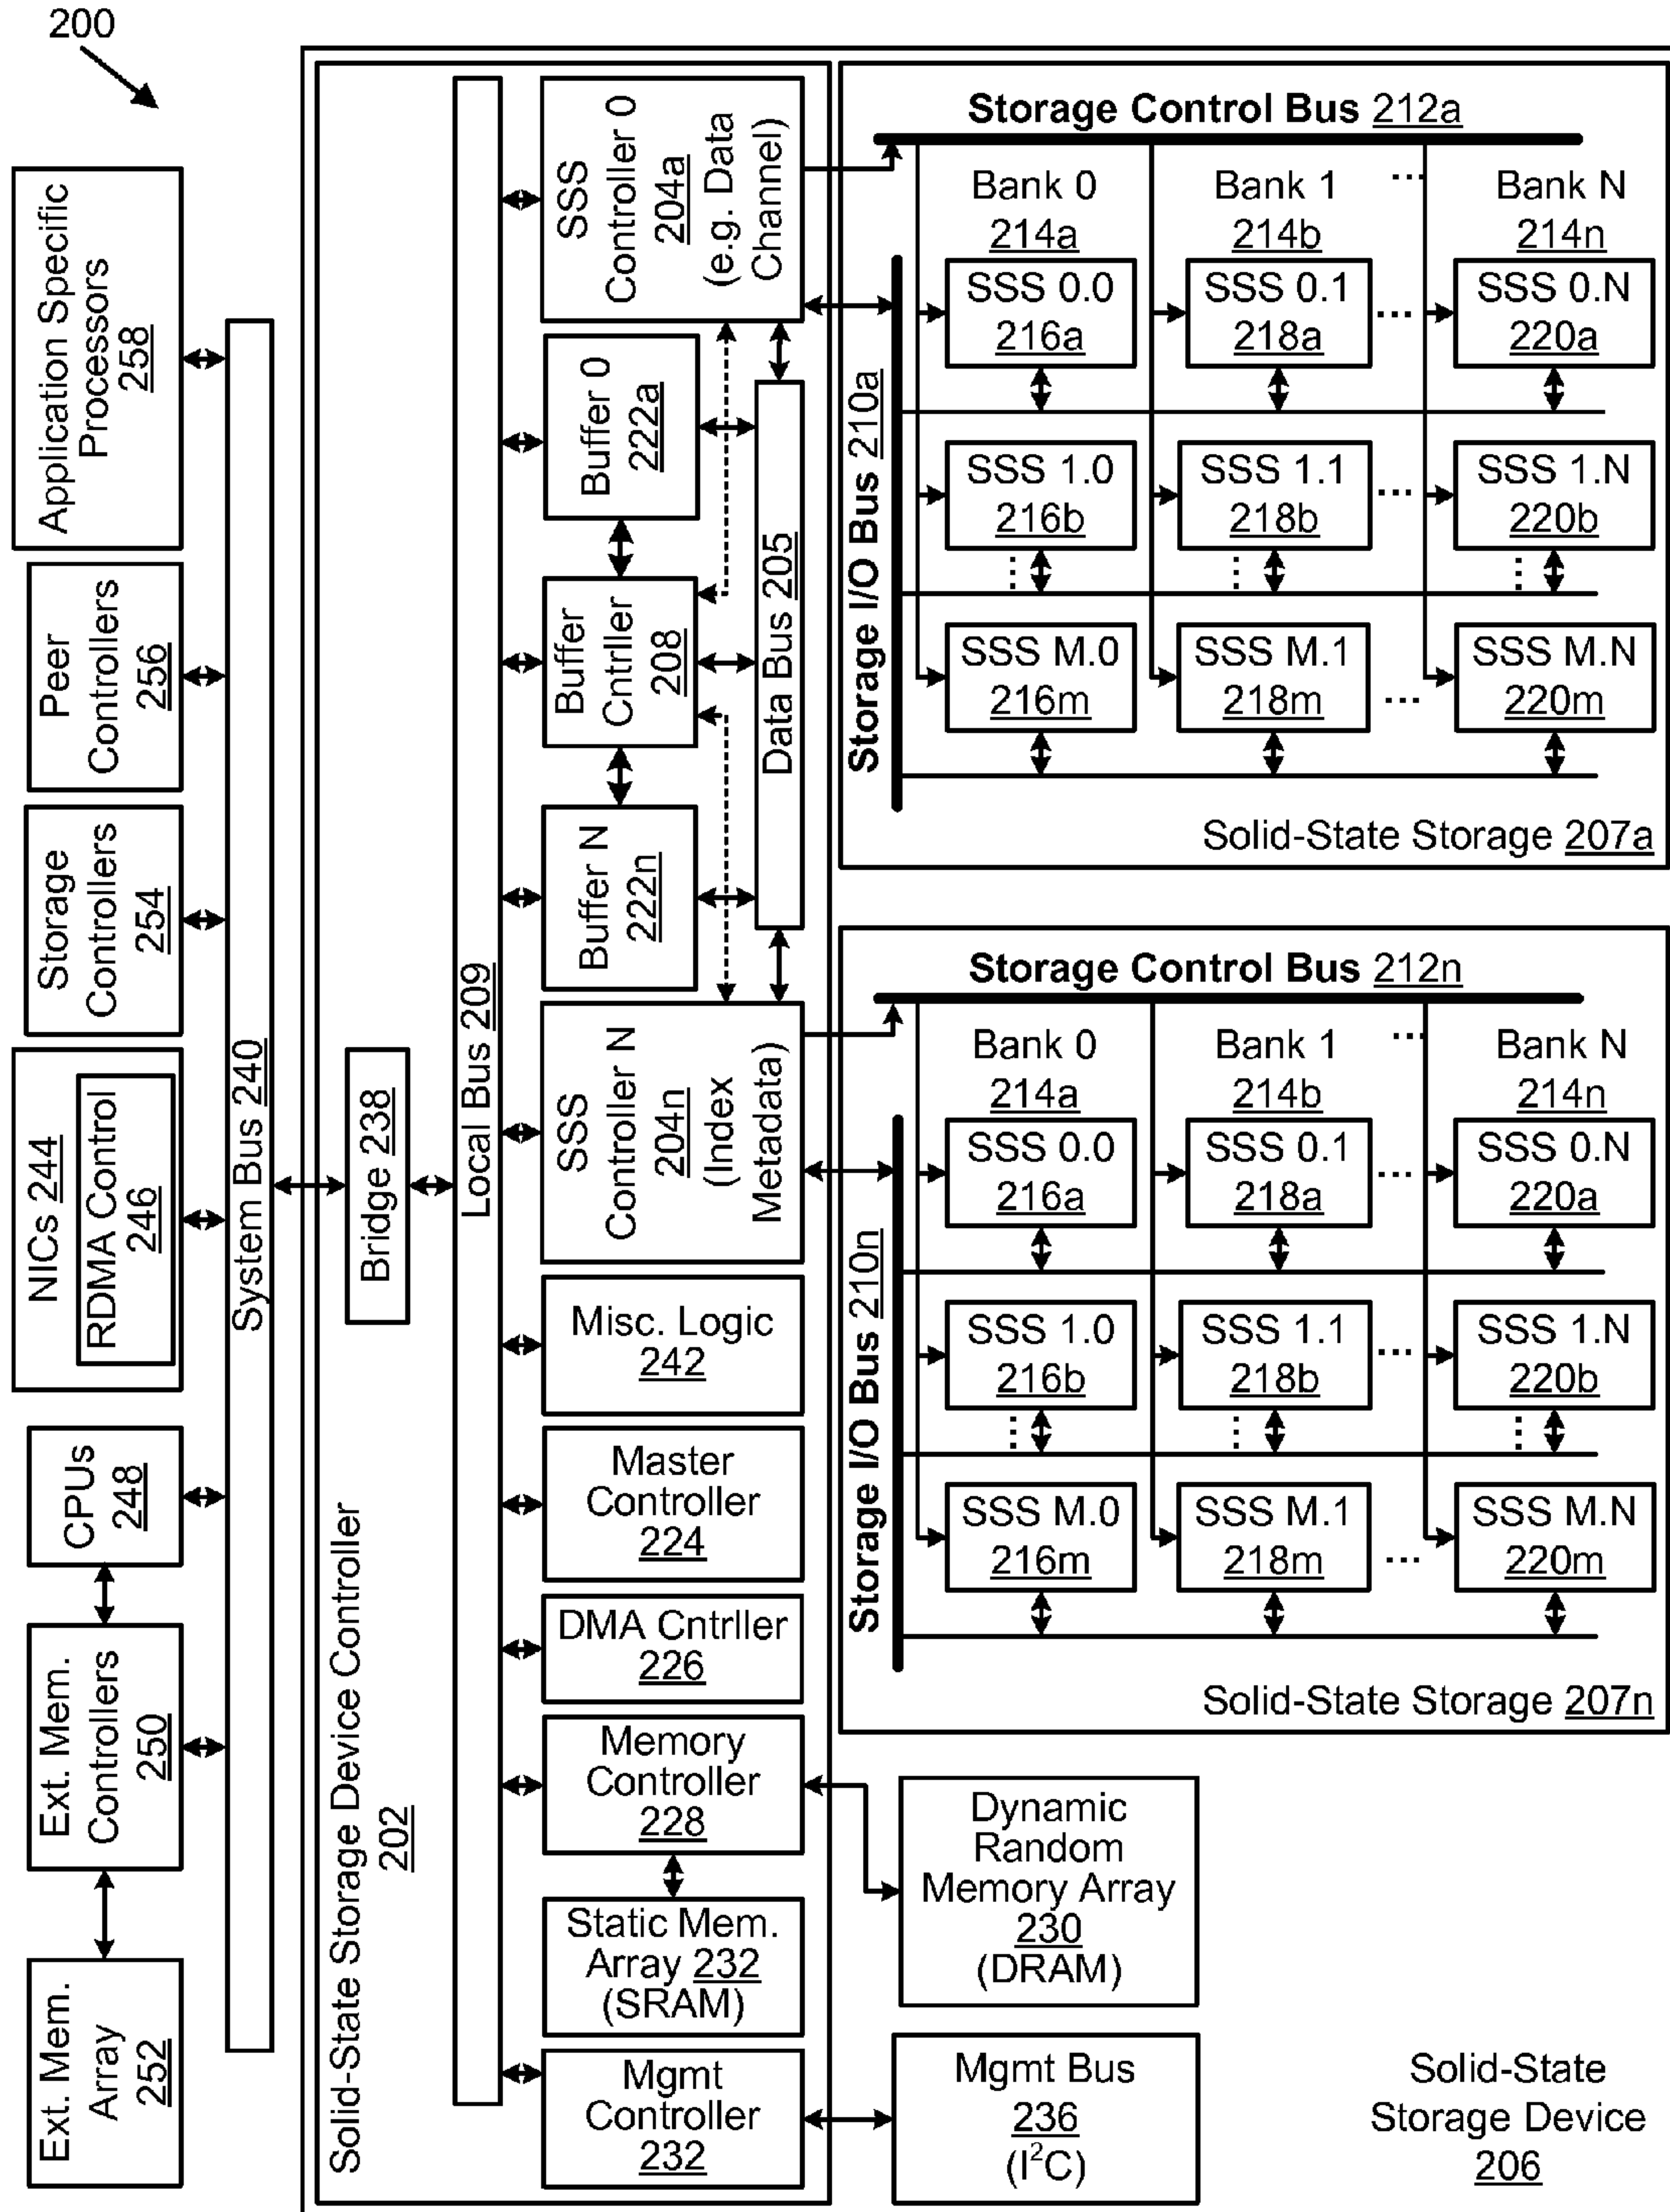 200
Application Specific
Processors
258
Peer
Controllers
256
Storage
Controllers
254
NICs 244
RDMA Control
246
CPUs
248
Ext. Mem.
Controllers
250
Ext. Mem.
Array
252
System Bus 240
Solid-State Storage Device Controller
202
Bridge 238
Local Bus 209
SSS
Controller 0
204a
(e.g. Data
Channel)
Buffer 0
222a
Buffer
Cntrller
208
Buffer N
222n
Data Bus 205
SSS
Controller N
204n
(Index
Metadata)
Misc. Logic
242
Master
Controller
224
DMA Cntrller
226
Memory
Controller
228
Static Mem.
Array 232
(SRAM)
Mgmt
Controller
232
Storage Control Bus 212a
Bank 0
214a
Bank 1
214b
...
Bank N
214n
Storage I/O Bus 210a
SSS 0.0
216a
SSS 0.1
218a
...
SSS 0.N
220a
SSS 1.0
216b
SSS 1.1
218b
...
SSS 1.N
220b
...
...
...
SSS M.0
216m
SSS M.1
218m
...
SSS M.N
220m
Solid-State Storage 207a
Storage Control Bus 212n
Bank 0
214a
Bank 1
214b
...
Bank N
214n
Storage I/O Bus 210n
SSS 0.0
216a
SSS 0.1
218a
...
SSS 0.N
220a
SSS 1.0
216b
SSS 1.1
218b
...
SSS 1.N
220b
...
...
...
SSS M.0
216m
SSS M.1
218m
...
SSS M.N
220m
Solid-State Storage 207n
Dynamic
Random
Memory Array
230
(DRAM)
Mgmt Bus
236
(I²C)
Solid-State
Storage Device
206